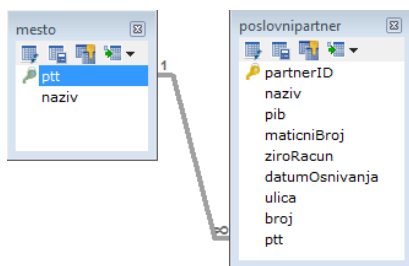 mesto
ptt
naziv
1
∞
poslovnipartner
partnerID
naziv
pib
maticniBroj
ziroRacun
datumOsnivanja
ulica
broj
ptt